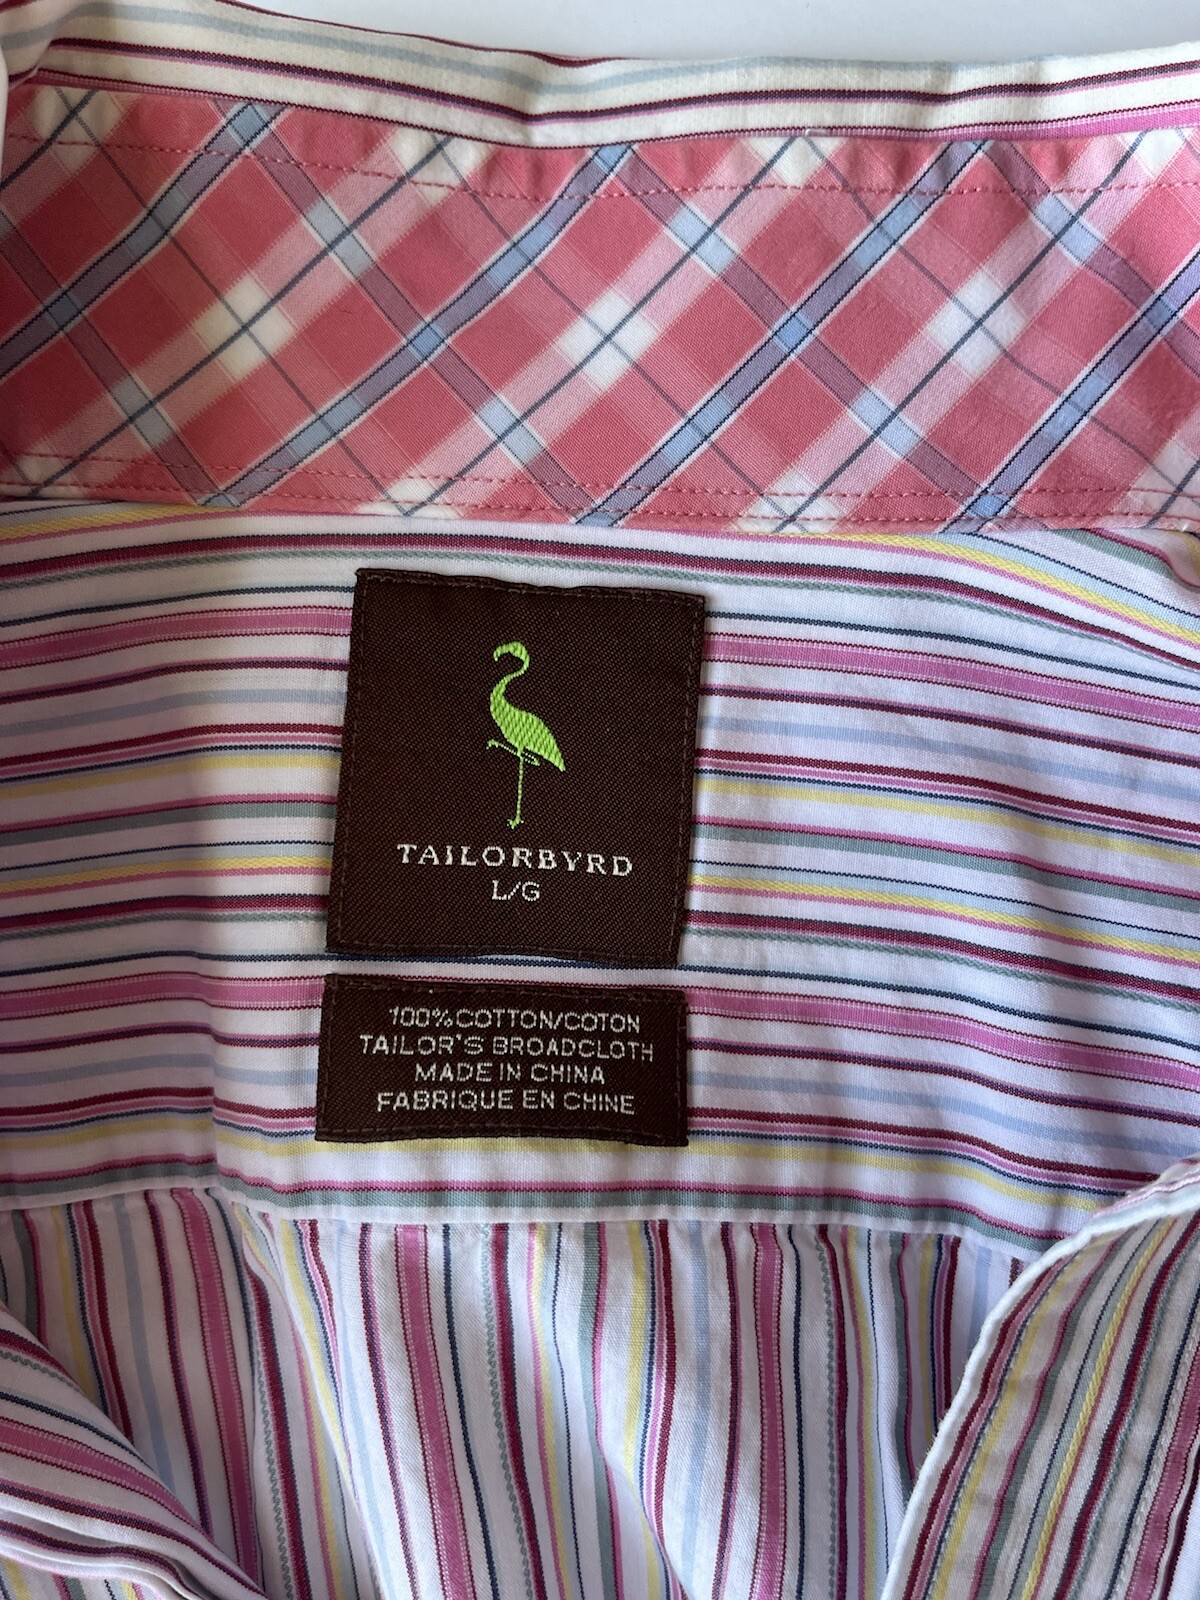 TAILORBYRD
L/G
100% COTTON/COTON
TAILOR'S BROADCLOTH
MADE IN CHINA
FABRIQUE EN CHINE